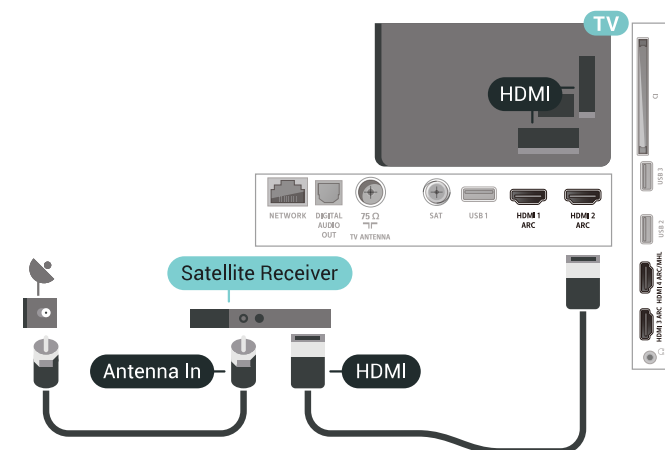 TV
HDMI
NETWORK
DIGITAL
AUDIO
OUT
75 Ω
TV ANTENNA
SAT
USB 1
HDMI 1
ARC
HDMI 2
ARC
USB 3
USB 2
HDMI 4 ARC/MHL
HDMI 3 ARC
Satellite Receiver
Antenna In
HDMI